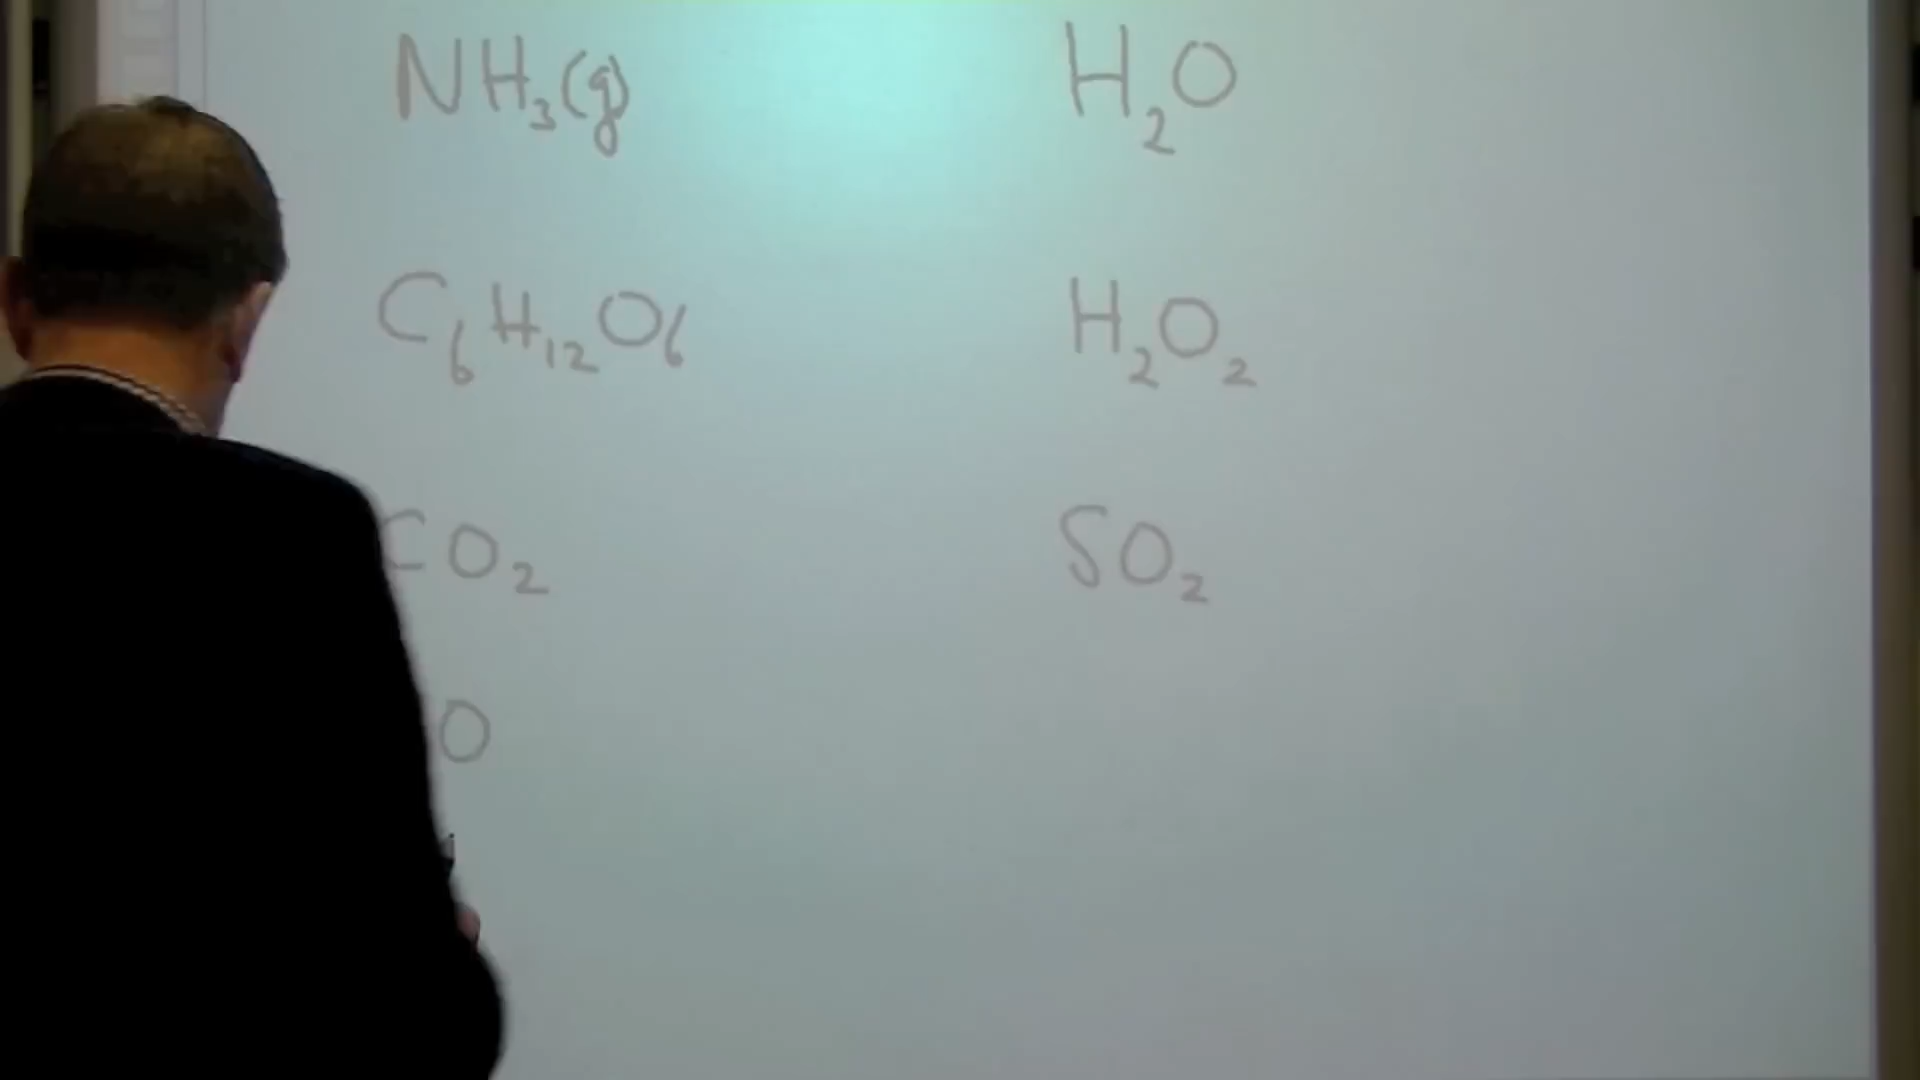 NH₃(g) H₂O
C₆H₁₂O₆ H₂O₂
CO₂ SO₂
O